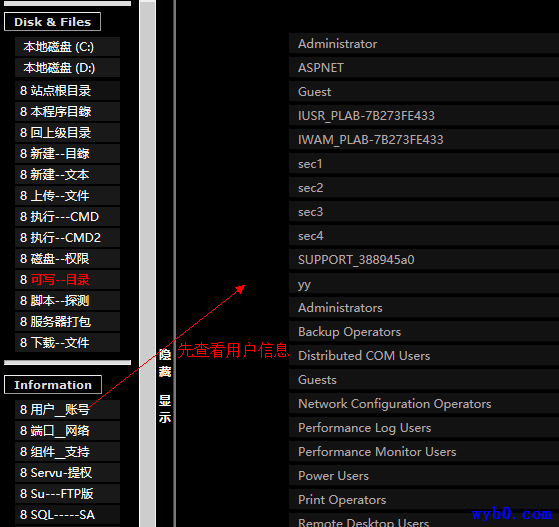 Disk & Files
本地磁盘 (C:)
本地磁盘 (D:)
8 站点根目录
8 本程序目錄
8 回上级目录
8 新建--目錄
8 新建--文本
8 上传--文件
8 执行---CMD
8 执行--CMD2
8 磁盘--权限
8 可写--目录
8 脚本--探测
8 服务器打包
8 下载--文件
Information
8 用户__账号
8 端口__网络
8 组件__支持
8 Servu-提权
8 Su---FTP版
8 SQL-----SA
隐
藏
显
示
先查看用户信息
Administrator
ASPNET
Guest
IUSR_PLAB-7B273FE433
IWAM_PLAB-7B273FE433
sec1
sec2
sec3
sec4
SUPPORT_388945a0
yy
Administrators
Backup Operators
Distributed COM Users
Guests
Network Configuration Operators
Performance Log Users
Performance Monitor Users
Power Users
Print Operators
Remote Desktop Users
wyb0.com